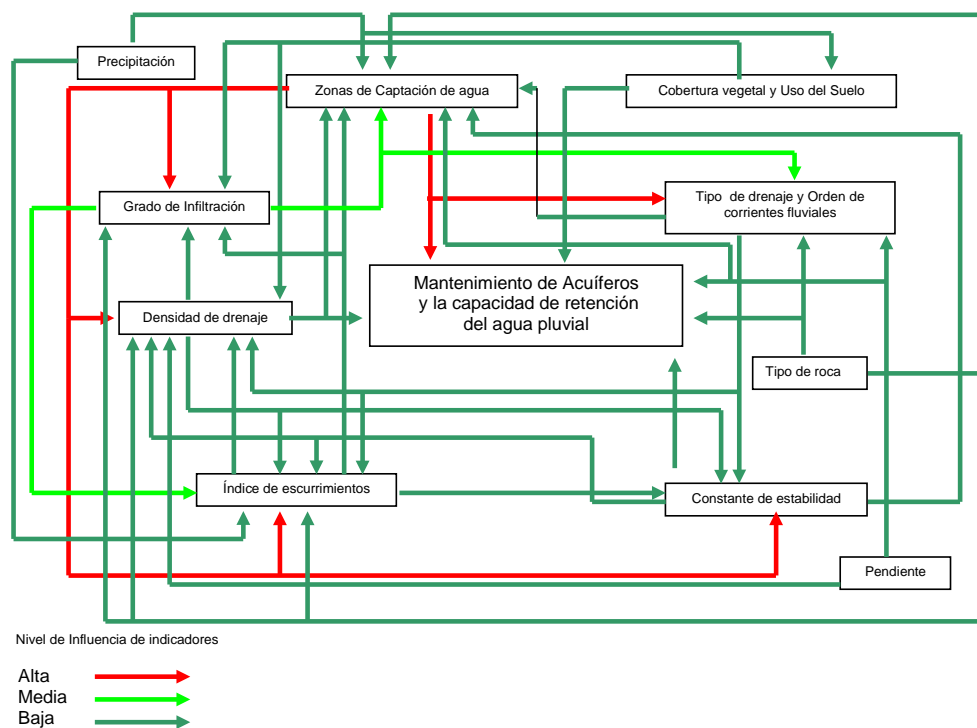 Precipitación
Zonas de Captación de agua
Cobertura vegetal y Uso del Suelo
Grado de Infiltración
Tipo de drenaje y Orden de
corrientes fluviales
Mantenimiento de Acuíferos
y la capacidad de retención
del agua pluvial
Densidad de drenaje
Tipo de roca
Índice de escurrimientos
Constante de estabilidad
Pendiente
Nivel de Influencia de indicadores
Alta
Media
Baja